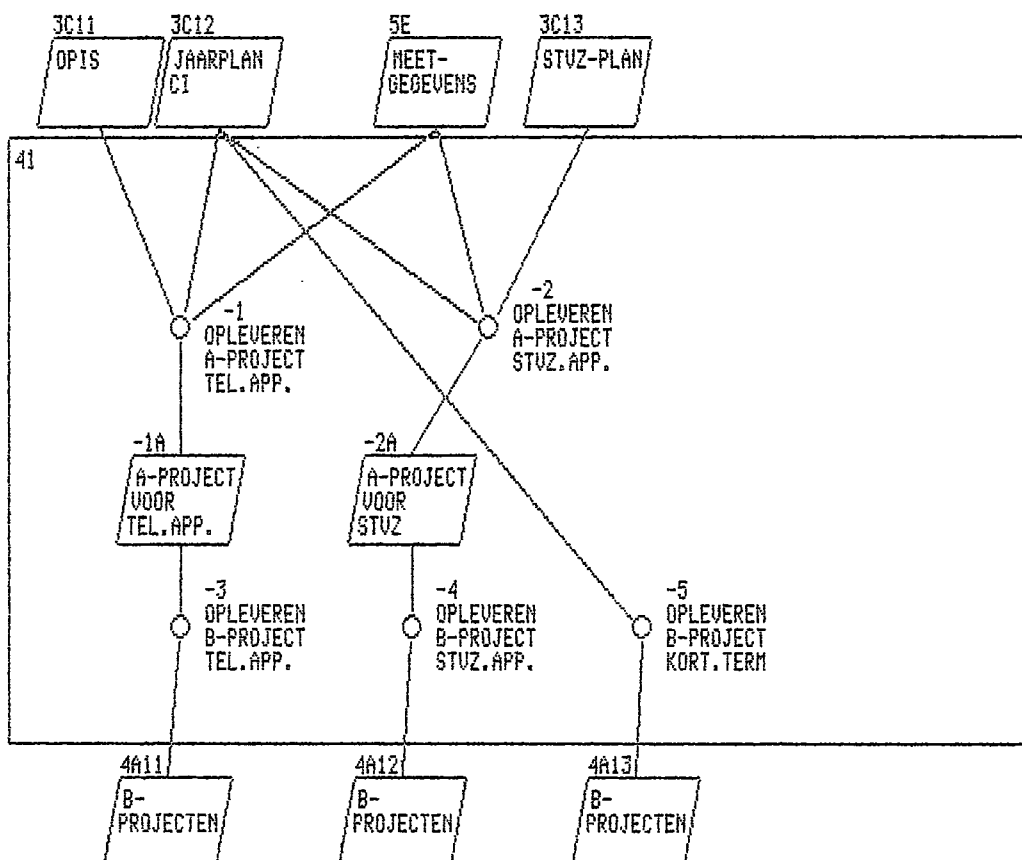 3C11
OPIS
3C12
JAARPLAN
CI
5E
MEET-
GEGEVENS
3C13
STVZ-PLAN
41
-1
OPLEVEREN
A-PROJECT
TEL.APP.
-2
OPLEVEREN
A-PROJECT
STVZ.APP.
-1A
A-PROJECT
VOOR
TEL.APP.
-2A
A-PROJECT
VOOR
STVZ
-3
OPLEVEREN
B-PROJECT
TEL.APP.
-4
OPLEVEREN
B-PROJECT
STVZ.APP.
-5
OPLEVEREN
B-PROJECT
KORT.TERM
4A11
B-
PROJECTEN
4A12
B-
PROJECTEN
4A13
B-
PROJECTEN